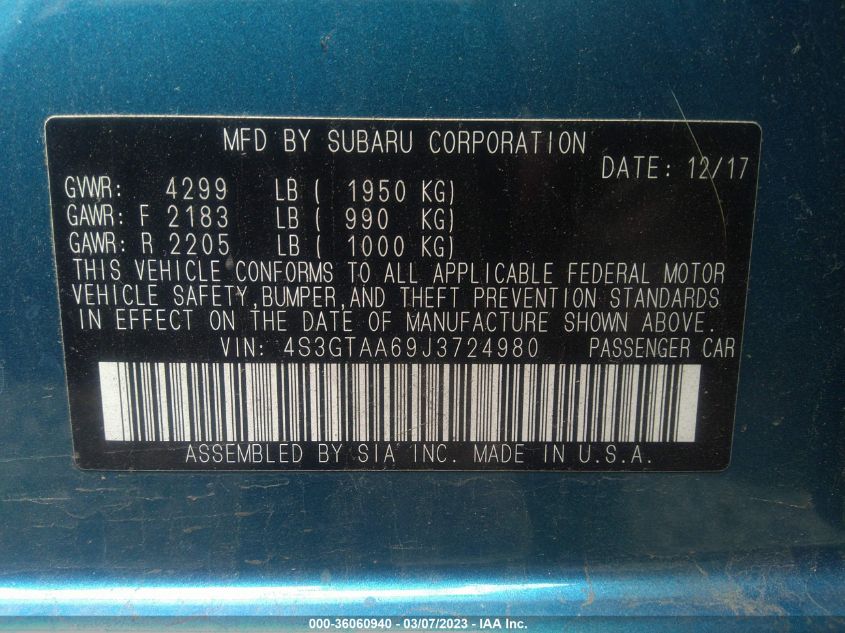 MFD BY SUBARU CORPORATION
DATE: 12/17
GVWR: 4299 LB ( 1950 KG)
GAWR: F 2183 LB ( 990 KG)
GAWR: R 2205 LB ( 1000 KG)
THIS VEHICLE CONFORMS TO ALL APPLICABLE FEDERAL MOTOR
VEHICLE SAFETY,BUMPER,AND THEFT PREVENTION STANDARDS
IN EFFECT ON THE DATE OF MANUFACTURE SHOWN ABOVE.
VIN: 4S3GTAA69J3724980 PASSENGER CAR
ASSEMBLED BY SIA INC. MADE IN U.S.A.
000-36060940 - 03/07/2023 - IAA Inc.